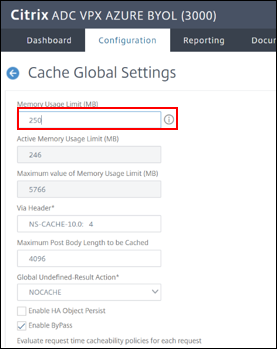 Citrix ADC VPX AZURE BYOL (3000)
Dashboard Configuration Reporting Docu
Cache Global Settings
Memory Usage Limit (MB)
250
Active Memory Usage Limit (MB)
246
Maximum value of Memory Usage Limit (MB)
5766
Via Header*
NS-CACHE-10.0: 4
Maximum Post Body Length to be Cached
4096
Global Undefined-Result Action*
NOCACHE
Enable HA Object Persist
Enable ByPass
Evaluate request time cacheability policies for each request